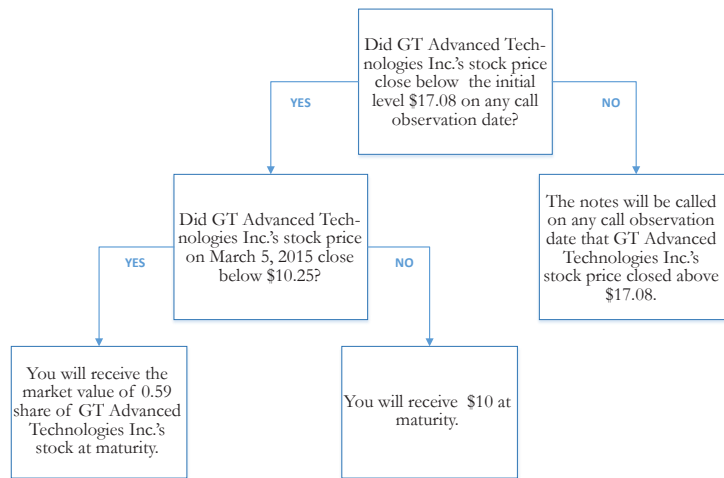 Did GT Advanced Tech-
nologies Inc.'s stock price
close below the initial
level $17.08 on any call
observation date?
YES
NO
Did GT Advanced Tech-
nologies Inc.'s stock price
on March 5, 2015 close
below $10.25?
The notes will be called
on any call observation
date that GT Advanced
Technologies Inc.'s
stock price closed above
$17.08.
YES
NO
You will receive the
market value of 0.59
share of GT Advanced
Technologies Inc.'s
stock at maturity.
You will receive $10 at
maturity.